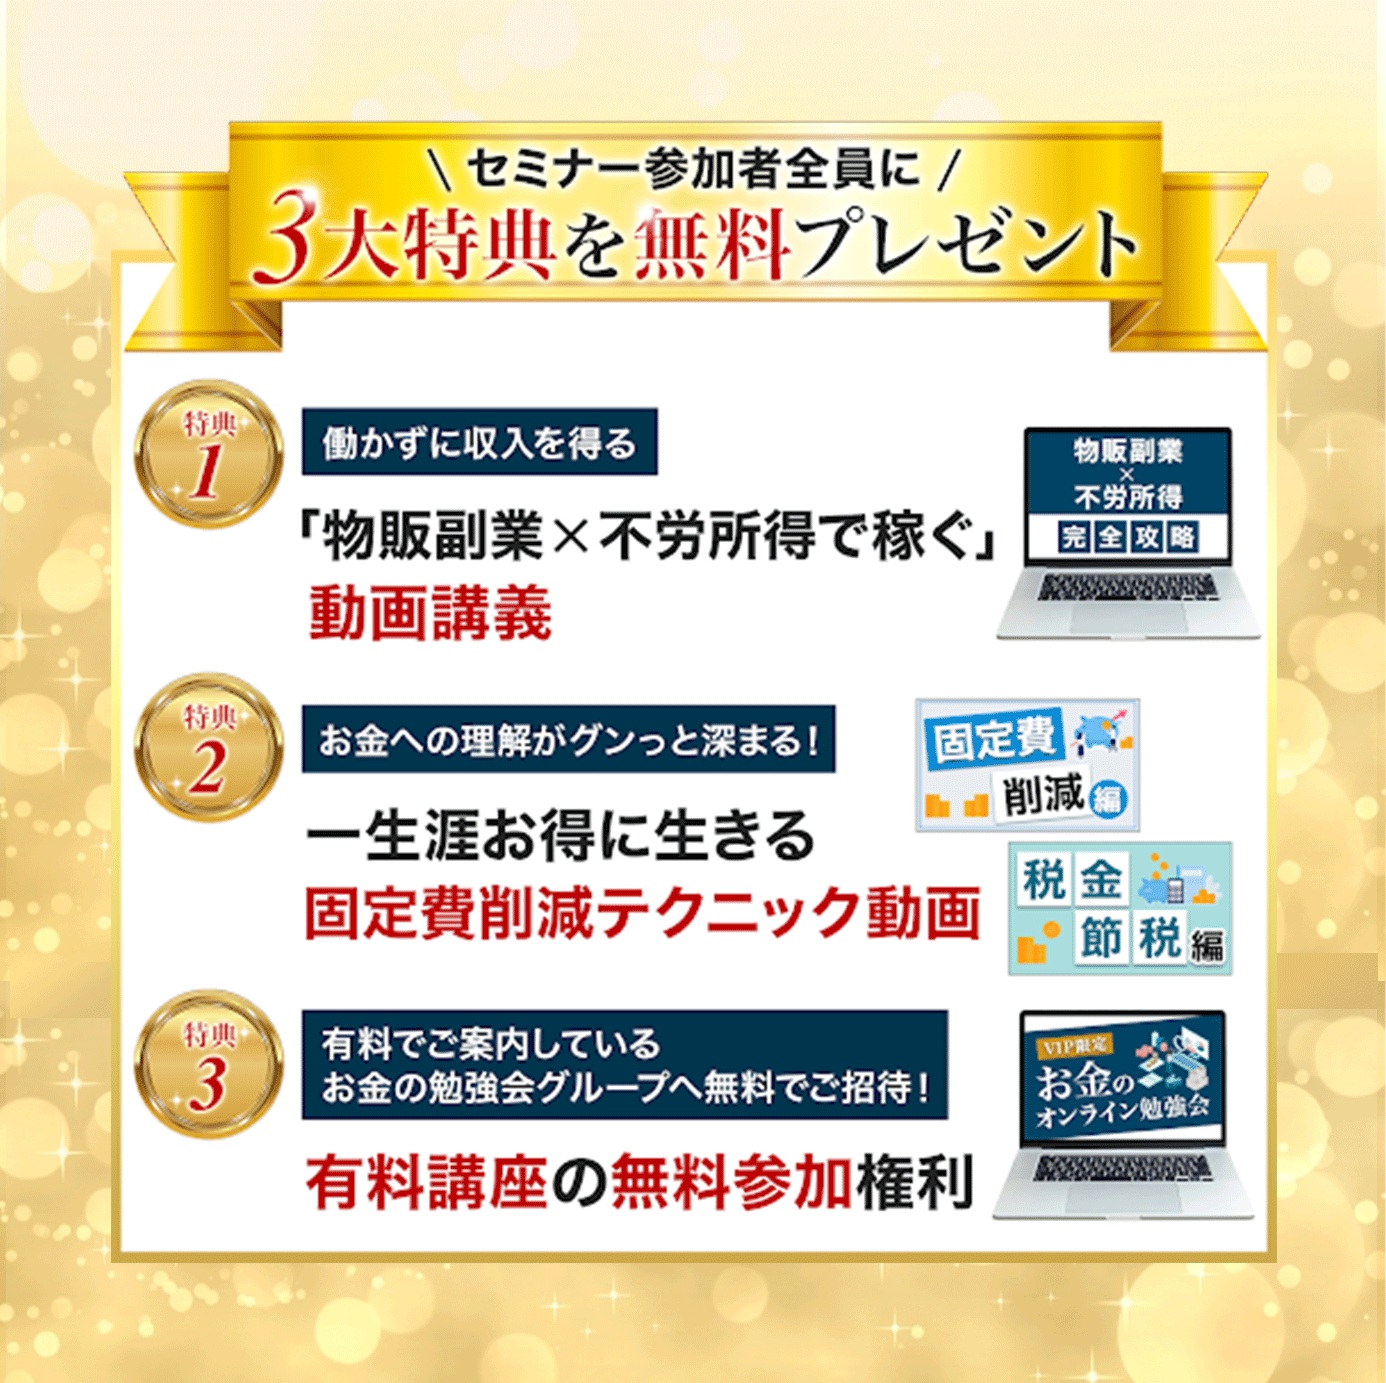 \ セミナー参加者全員に /
3大特典を無料プレゼント
特典
1
働かずに収入を得る
「物販副業×不労所得で稼ぐ」
動画講義
物販副業
×
不労所得
完全攻略
特典
2
お金への理解がグンっと深まる！
一生涯お得に生きる
固定費削減テクニック動画
固定費
削減編
税金
節税編
特典
3
有料でご案内している
お金の勉強会グループへ無料でご招待！
有料講座の無料参加権利
VIP限定
お金の
オンライン勉強会